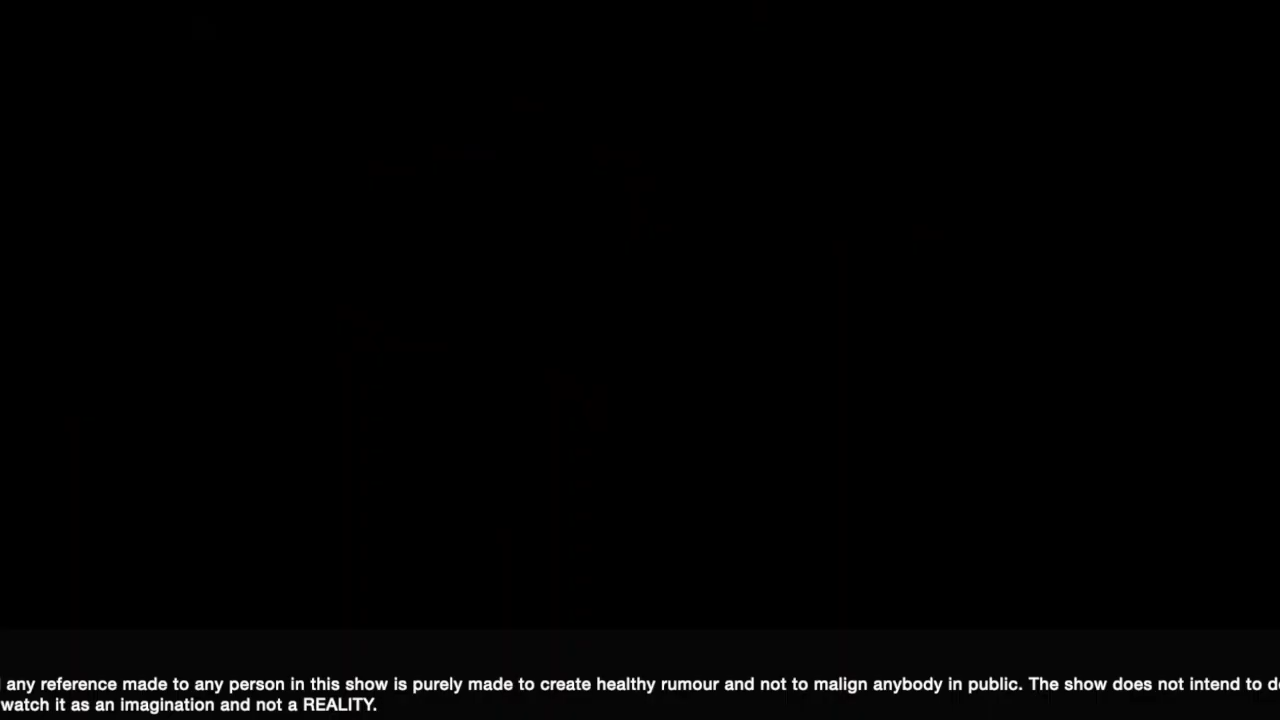 any reference made to any person in this show is purely made to create healthy rumour and not to malign anybody in public. The show does not intend to
watch it as an imagination and not a REALITY.